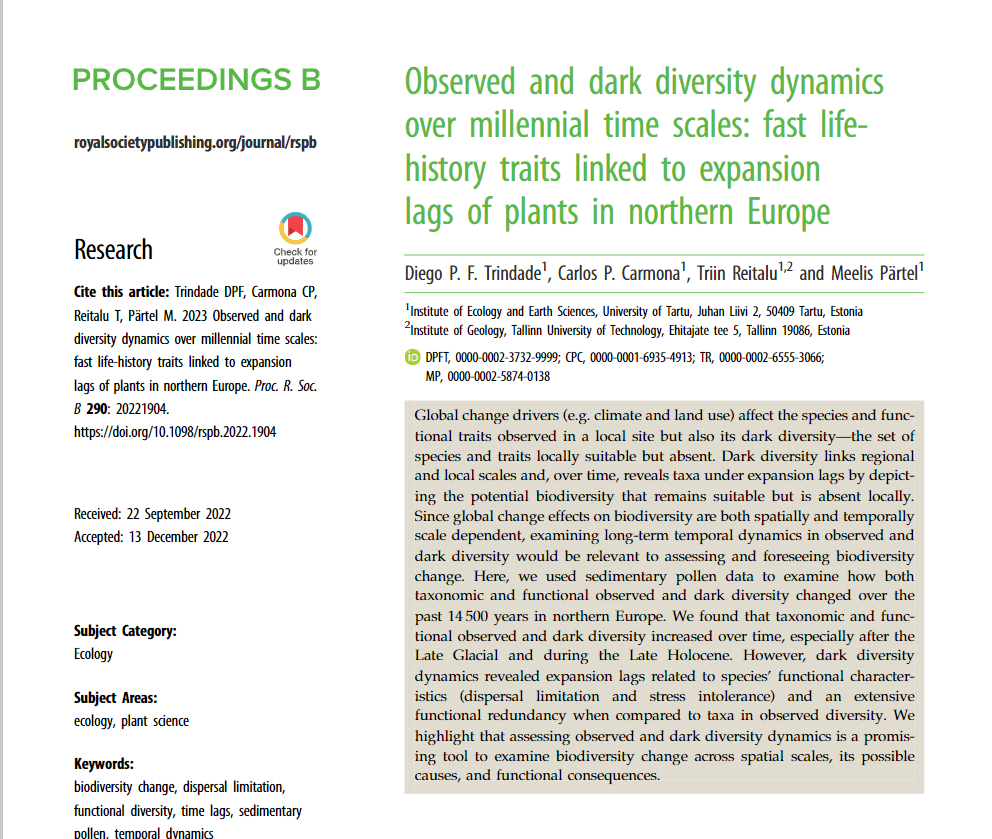 PROCEEDINGS B
royalsocietypublishing.org/journal/rspb
Research
Check for
updates
Cite this article: Trindade DPF, Carmona CP,
Reitalu T, Pärtel M. 2023 Observed and dark
diversity dynamics over millennial time scales:
fast life-history traits linked to expansion
lags of plants in northern Europe. Proc. R. Soc.
B 290: 20221904.
https://doi.org/10.1098/rspb.2022.1904
Received: 22 September 2022
Accepted: 13 December 2022
Subject Category:
Ecology
Subject Areas:
ecology, plant science
Keywords:
biodiversity change, dispersal limitation,
functional diversity, time lags, sedimentary
pollen, temporal dynamics
Observed and dark diversity dynamics
over millennial time scales: fast life-
history traits linked to expansion
lags of plants in northern Europe
Diego P. F. Trindade1, Carlos P. Carmona1, Triin Reitalu1,2 and Meelis Pärtel1
1Institute of Ecology and Earth Sciences, University of Tartu, Juhan Liivi 2, 50409 Tartu, Estonia
2Institute of Geology, Tallinn University of Technology, Ehitajate tee 5, Tallinn 19086, Estonia
iD DPFT, 0000-0002-3732-9999; CPC, 0000-0001-6935-4913; TR, 0000-0002-6555-3066;
MP, 0000-0002-5874-0138
Global change drivers (e.g. climate and land use) affect the species and func-
tional traits observed in a local site but also its dark diversity—the set of
species and traits locally suitable but absent. Dark diversity links regional
and local scales and, over time, reveals taxa under expansion lags by depict-
ing the potential biodiversity that remains suitable but is absent locally.
Since global change effects on biodiversity are both spatially and temporally
scale dependent, examining long-term temporal dynamics in observed and
dark diversity would be relevant to assessing and foreseeing biodiversity
change. Here, we used sedimentary pollen data to examine how both
taxonomic and functional observed and dark diversity changed over the
past 14 500 years in northern Europe. We found that taxonomic and func-
tional observed and dark diversity increased over time, especially after the
Late Glacial and during the Late Holocene. However, dark diversity
dynamics revealed expansion lags related to species' functional character-
istics (dispersal limitation and stress intolerance) and an extensive
functional redundancy when compared to taxa in observed diversity. We
highlight that assessing observed and dark diversity dynamics is a promis-
ing tool to examine biodiversity change across spatial scales, its possible
causes, and functional consequences.